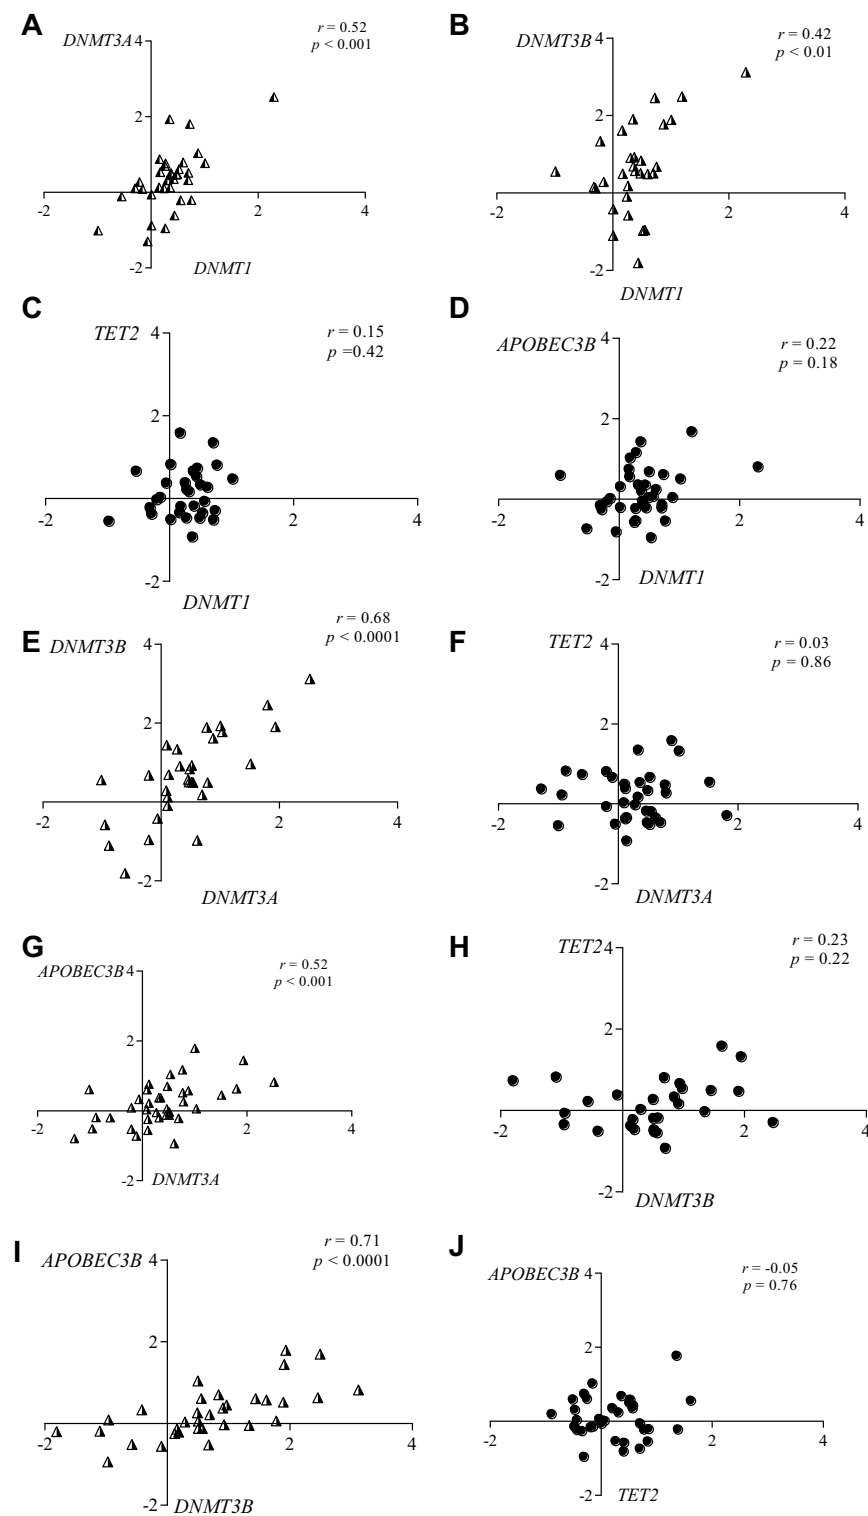 A
DNMT3A
r = 0.52
p < 0.001
4
2
-2
2
4
-2
DNMT1
B
DNMT3B
r = 0.42
p < 0.01
4
2
-2
2
4
-2
DNMT1
C
TET2
r = 0.15
p =0.42
4
2
-2
2
4
-2
DNMT1
D
APOBEC3B
r = 0.22
p = 0.18
4
2
-2
2
4
-2
DNMT1
E
DNMT3B
r = 0.68
p < 0.0001
4
2
-2
2
4
-2
DNMT3A
F
TET2
r = 0.03
p = 0.86
4
2
-2
2
4
-2
DNMT3A
G
APOBEC3B
r = 0.52
p < 0.001
4
2
-2
2
4
-2
DNMT3A
H
TET2
r = 0.23
p = 0.22
4
2
-2
2
4
-2
DNMT3B
I
APOBEC3B
r = 0.71
p < 0.0001
4
2
-2
2
4
-2
DNMT3B
J
APOBEC3B
r = -0.05
p = 0.76
4
2
-2
2
4
-2
TET2